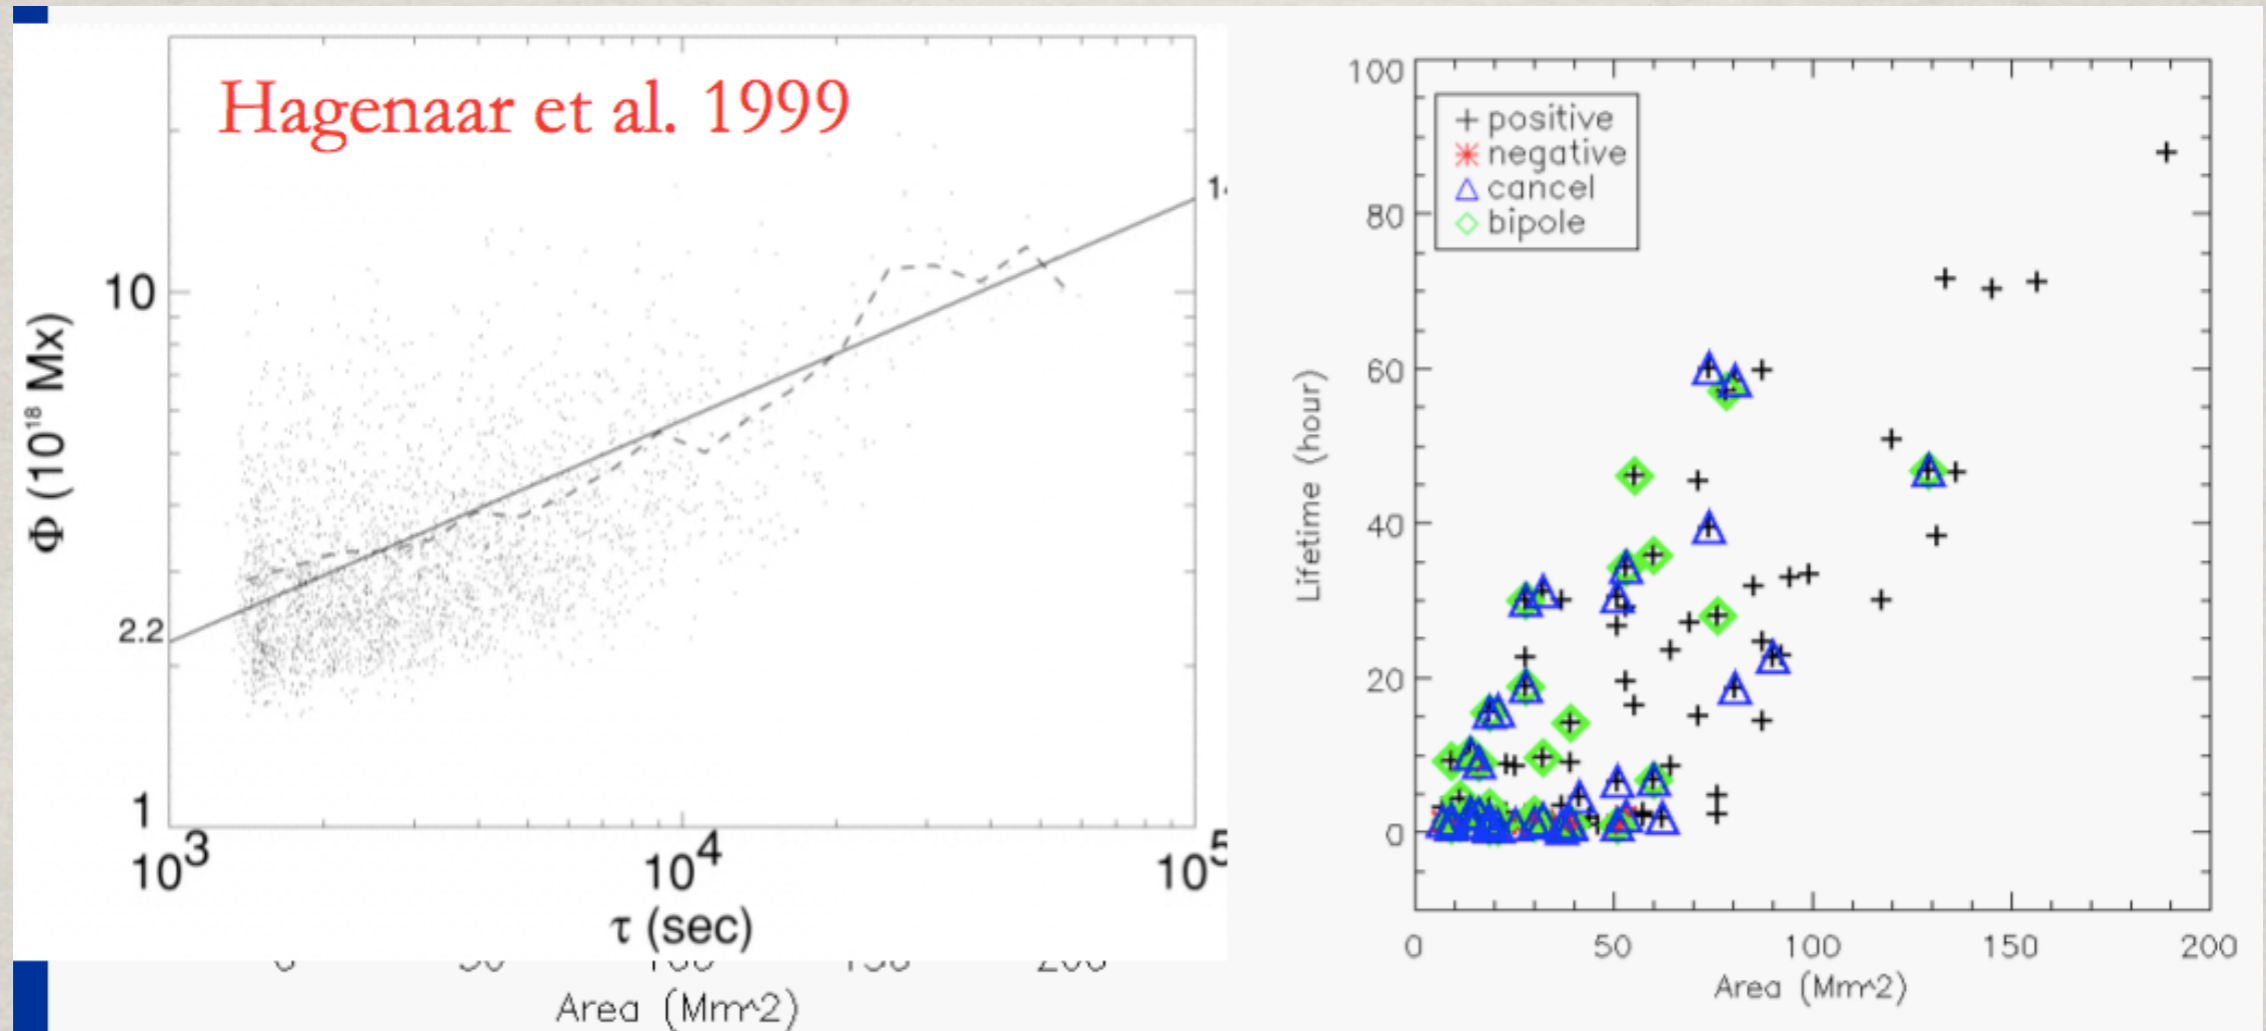 Hagenaar et al. 1999
Φ (10¹⁸ Mx)
10
2.2
1
10³
10⁴
10⁵
τ (sec)
Area (Mm^2)
100
80
60
40
20
0
Lifetime (hour)
positive
negative
cancel
bipole
0
50
100
150
200
Area (Mm^2)